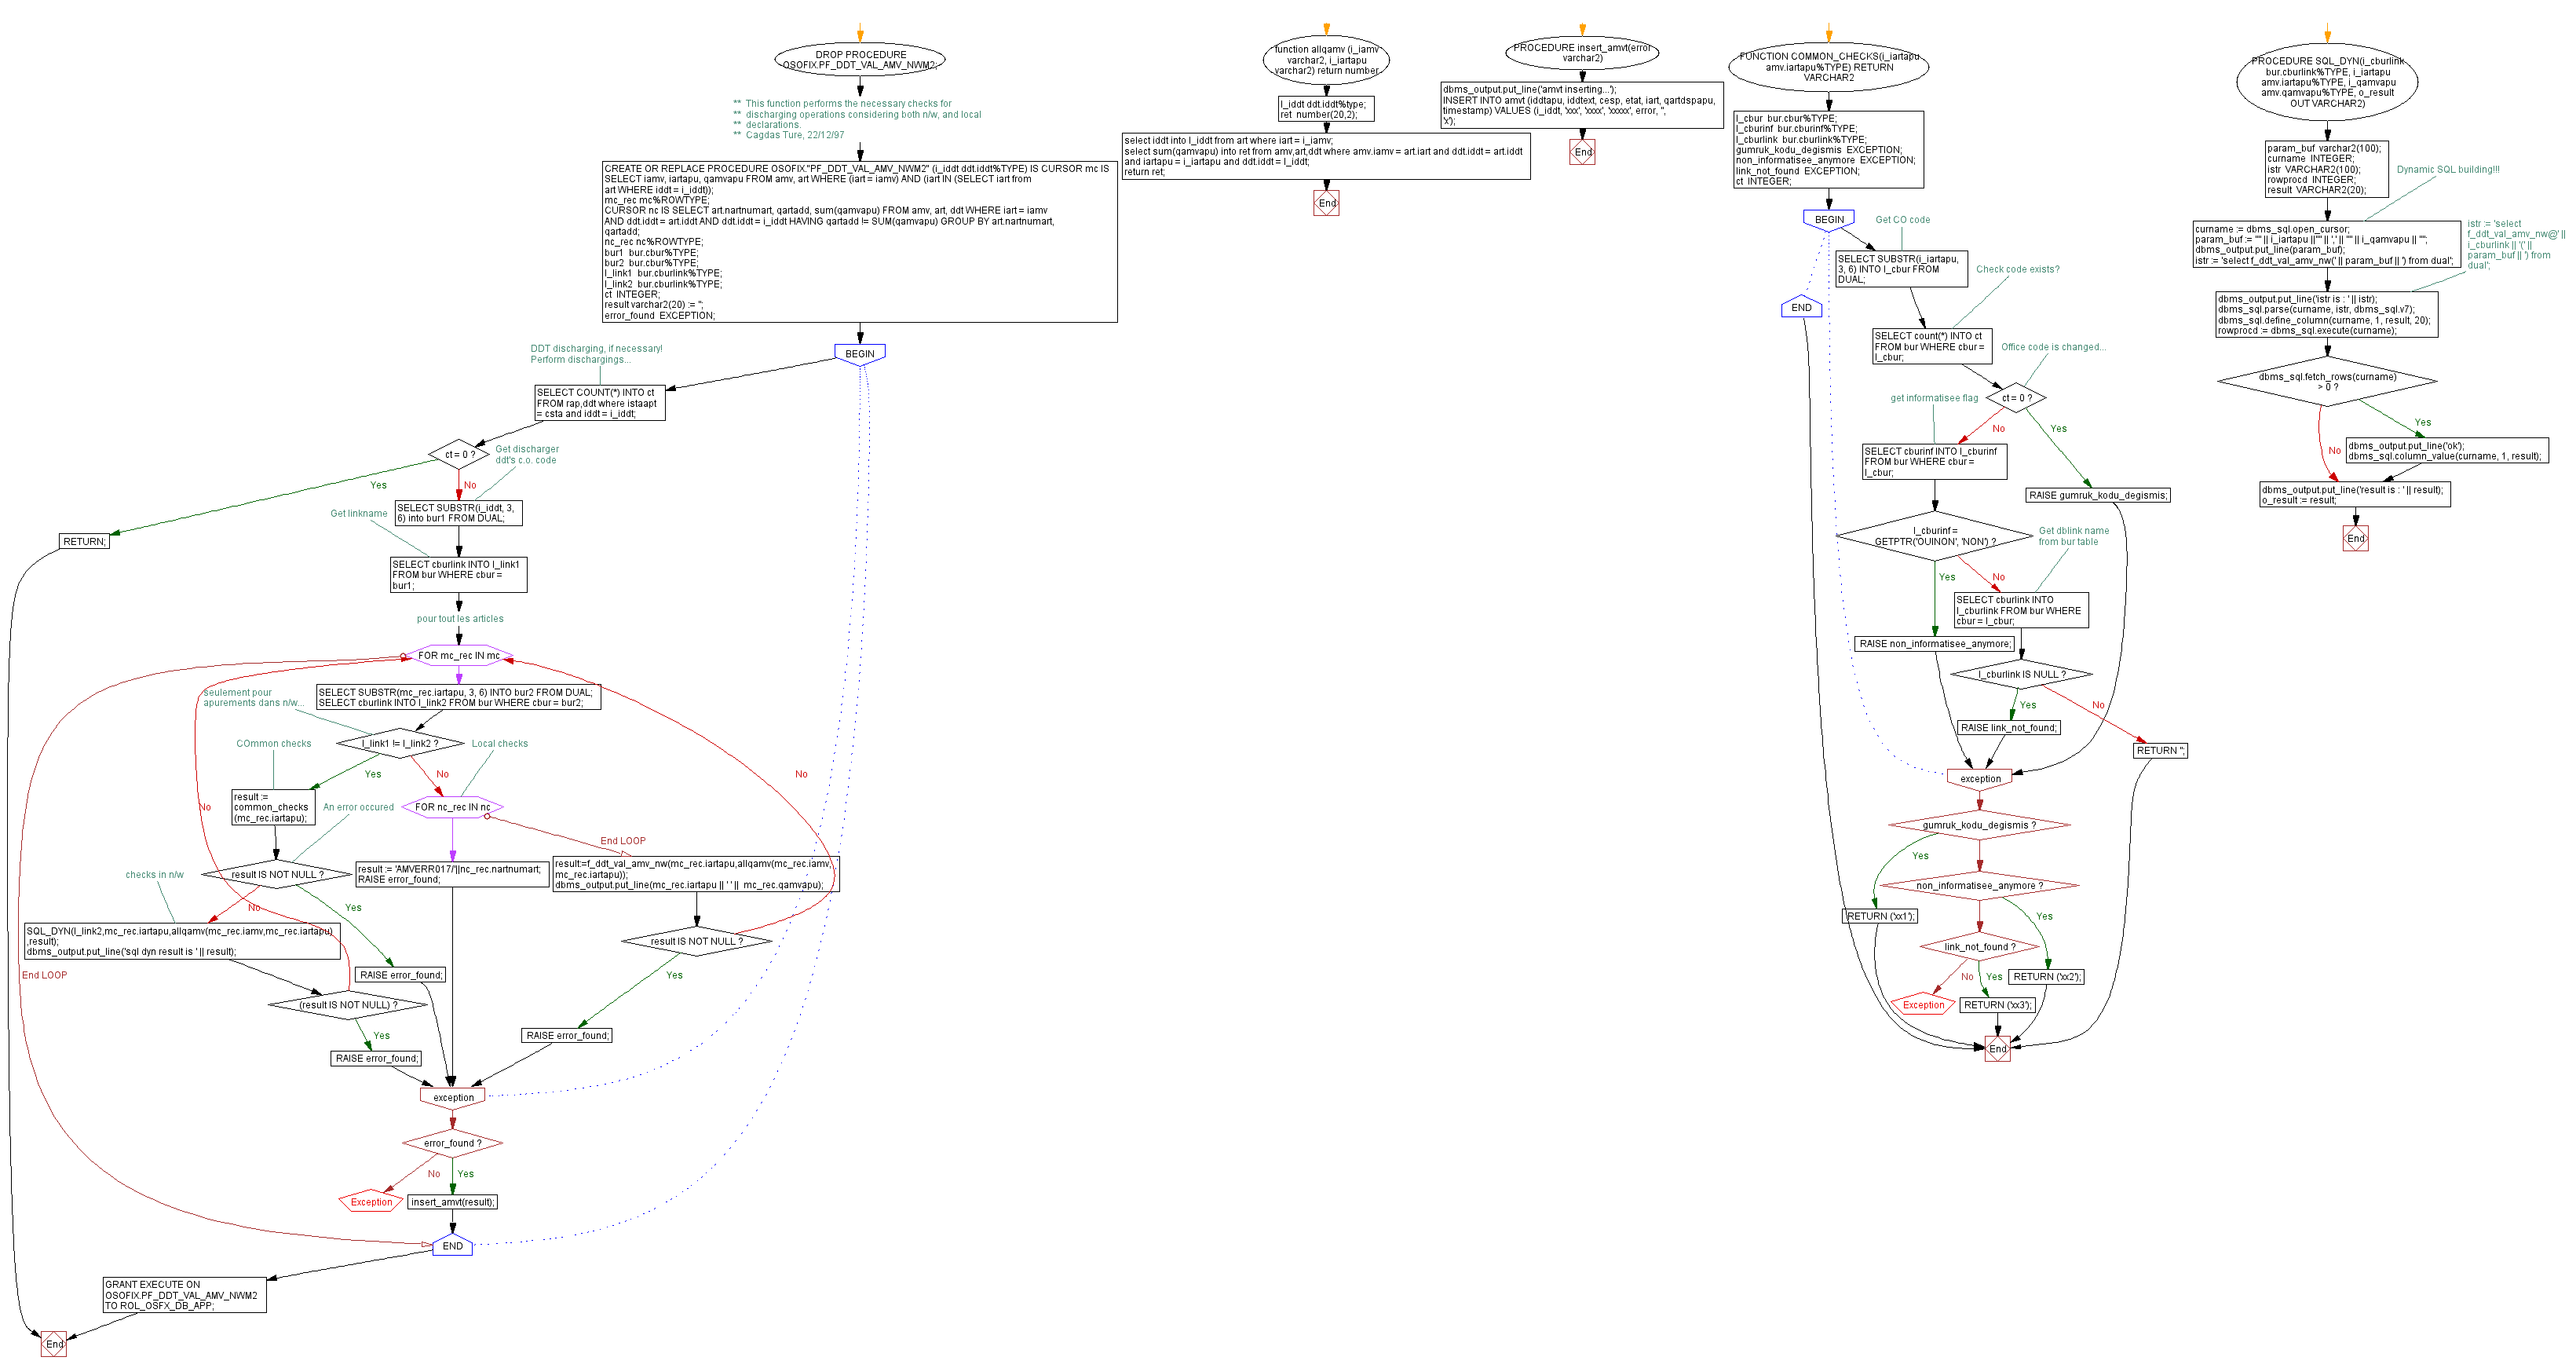 DROP PROCEDURE
OSOFIX.PF_DDT_VAL_AMV_NWM2;
** This function performs the necessary checks for
** discharging operations considering both n/w, and local
** declarations.
** Cagdas Ture, 22/12/97
CREATE OR REPLACE PROCEDURE OSOFIX."PF_DDT_VAL_AMV_NWM2" (i_iddt ddt.iddt%TYPE) IS CURSOR mc IS
SELECT iamv, iartapu, qamvapu FROM amv, art WHERE (iart = iamv) AND (iart IN (SELECT iart from
art WHERE iddt = i_iddt));
mc_rec mc%ROWTYPE;
CURSOR nc IS SELECT art.nartnumart, qartadd, sum(qamvapu) FROM amv, art, ddt WHERE iart = iamv
AND ddt.iddt = art.iddt AND ddt.iddt = i_iddt HAVING qartadd != SUM(qamvapu) GROUP BY art.nartnumart,
qartadd;
nc_rec nc%ROWTYPE;
bur1 bur.cbur%TYPE;
bur2 bur.cbur%TYPE;
l_link1 bur.cburlink%TYPE;
l_link2 bur.cburlink%TYPE;
ct INTEGER;
result varchar2(20) := '';
error_found EXCEPTION;
BEGIN
DDT discharging, if necessary!
Perform dischargings...
SELECT COUNT(*) INTO ct
FROM rap,ddt where istaapt
= csta and iddt = i_iddt;
ct = 0 ?
Get discharger
ddt's c.o. code
Yes
No
SELECT SUBSTR(i_iddt, 3,
6) into bur1 FROM DUAL;
Get linkname
RETURN;
SELECT cburlink INTO l_link1
FROM bur WHERE cbur =
bur1;
pour tout les articles
FOR mc_rec IN mc
SELECT SUBSTR(mc_rec.iartapu, 3, 6) INTO bur2 FROM DUAL;
SELECT cburlink INTO l_link2 FROM bur WHERE cbur = bur2;
seulement pour
apurements dans n/w...
l_link1 != l_link2 ?
COmmon checks
Local checks
Yes
No
No
result :=
common_checks
(mc_rec.iartapu);
An error occured
FOR nc_rec IN nc
No
End LOOP
result IS NOT NULL ?
result := 'AMVERR017/'||nc_rec.nartnumart;
RAISE error_found;
result:=f_ddt_val_amv_nw(mc_rec.iartapu,allqamv(mc_rec.iamv,
mc_rec.iartapu));
dbms_output.put_line(mc_rec.iartapu || ' ' || mc_rec.qamvapu);
checks in n/w
No
Yes
SQL_DYN(l_link2,mc_rec.iartapu,allqamv(mc_rec.iamv,mc_rec.iartapu)
,result);
dbms_output.put_line('sql dyn result is ' || result);
result IS NOT NULL ?
End LOOP
RAISE error_found;
Yes
(result IS NOT NULL) ?
Yes
RAISE error_found;
RAISE error_found;
exception
error_found ?
No
Yes
Exception
insert_amvt(result);
END
GRANT EXECUTE ON
OSOFIX.PF_DDT_VAL_AMV_NWM2
TO ROL_OSFX_DB_APP;
End
function allqamv (i_iamv
varchar2, i_iartapu
varchar2) return number
l_iddt ddt.iddt%type;
ret number(20,2);
select iddt into l_iddt from art where iart = i_iamv;
select sum(qamvapu) into ret from amv,art,ddt where amv.iamv = art.iart and ddt.iddt = art.iddt
and iartapu = i_iartapu and ddt.iddt = l_iddt;
return ret;
End
PROCEDURE insert_amvt(error
varchar2)
dbms_output.put_line('amvt inserting...');
INSERT INTO amvt (iddtapu, iddtext, cesp, etat, iart, qartdspapu,
timestamp) VALUES (i_iddt, 'xxx', 'xxxx', 'xxxxx', error, '',
'x');
End
FUNCTION COMMON_CHECKS(i_iartapu
amv.iartapu%TYPE) RETURN
VARCHAR2
l_cbur bur.cbur%TYPE;
l_cburinf bur.cburinf%TYPE;
l_cburlink bur.cburlink%TYPE;
gumruk_kodu_degismis EXCEPTION;
non_informatisee_anymore EXCEPTION;
link_not_found EXCEPTION;
ct INTEGER;
BEGIN
Get CO code
SELECT SUBSTR(i_iartapu,
3, 6) INTO l_cbur FROM
DUAL;
Check code exists?
END
SELECT count(*) INTO ct
FROM bur WHERE cbur =
l_cbur;
Office code is changed...
ct = 0 ?
get informatisee flag
No
Yes
SELECT cburinf INTO l_cburinf
FROM bur WHERE cbur =
l_cbur;
RAISE gumruk_kodu_degismis;
l_cburinf =
GETPTR('OUINON', 'NON') ?
Get dblink name
from bur table
Yes
No
SELECT cburlink INTO
l_cburlink FROM bur WHERE
cbur = l_cbur;
RAISE non_informatisee_anymore;
l_cburlink IS NULL ?
Yes
No
RAISE link_not_found;
RETURN '';
exception
gumruk_kodu_degismis ?
Yes
non_informatisee_anymore ?
RETURN ('xx1');
Yes
link_not_found ?
No
Yes
RETURN ('xx2');
Exception
RETURN ('xx3');
End
PROCEDURE SQL_DYN(i_cburlink
bur.cburlink%TYPE, i_iartapu
amv.iartapu%TYPE, i_qamvapu
amv.qamvapu%TYPE, o_result
OUT VARCHAR2)
param_buf varchar2(100);
curname INTEGER;
istr VARCHAR2(100);
rowprocd INTEGER;
result VARCHAR2(20);
Dynamic SQL building!!!
curname := dbms_sql.open_cursor;
param_buf := '''' || i_iartapu ||'''' || ',' || '''' || i_qamvapu || '''';
dbms_output.put_line(param_buf);
istr := 'select f_ddt_val_amv_nw(' || param_buf || ') from dual';
istr := 'select
f_ddt_val_amv_nw@' ||
i_cburlink || '(' ||
param_buf || ') from
dual';
dbms_output.put_line('istr is : ' || istr);
dbms_sql.parse(curname, istr, dbms_sql.v7);
dbms_sql.define_column(curname, 1, result, 20);
rowprocd := dbms_sql.execute(curname);
dbms_sql.fetch_rows(curname)
> 0 ?
Yes
No
dbms_output.put_line('ok');
dbms_sql.column_value(curname, 1, result);
dbms_output.put_line('result is : ' || result);
o_result := result;
End